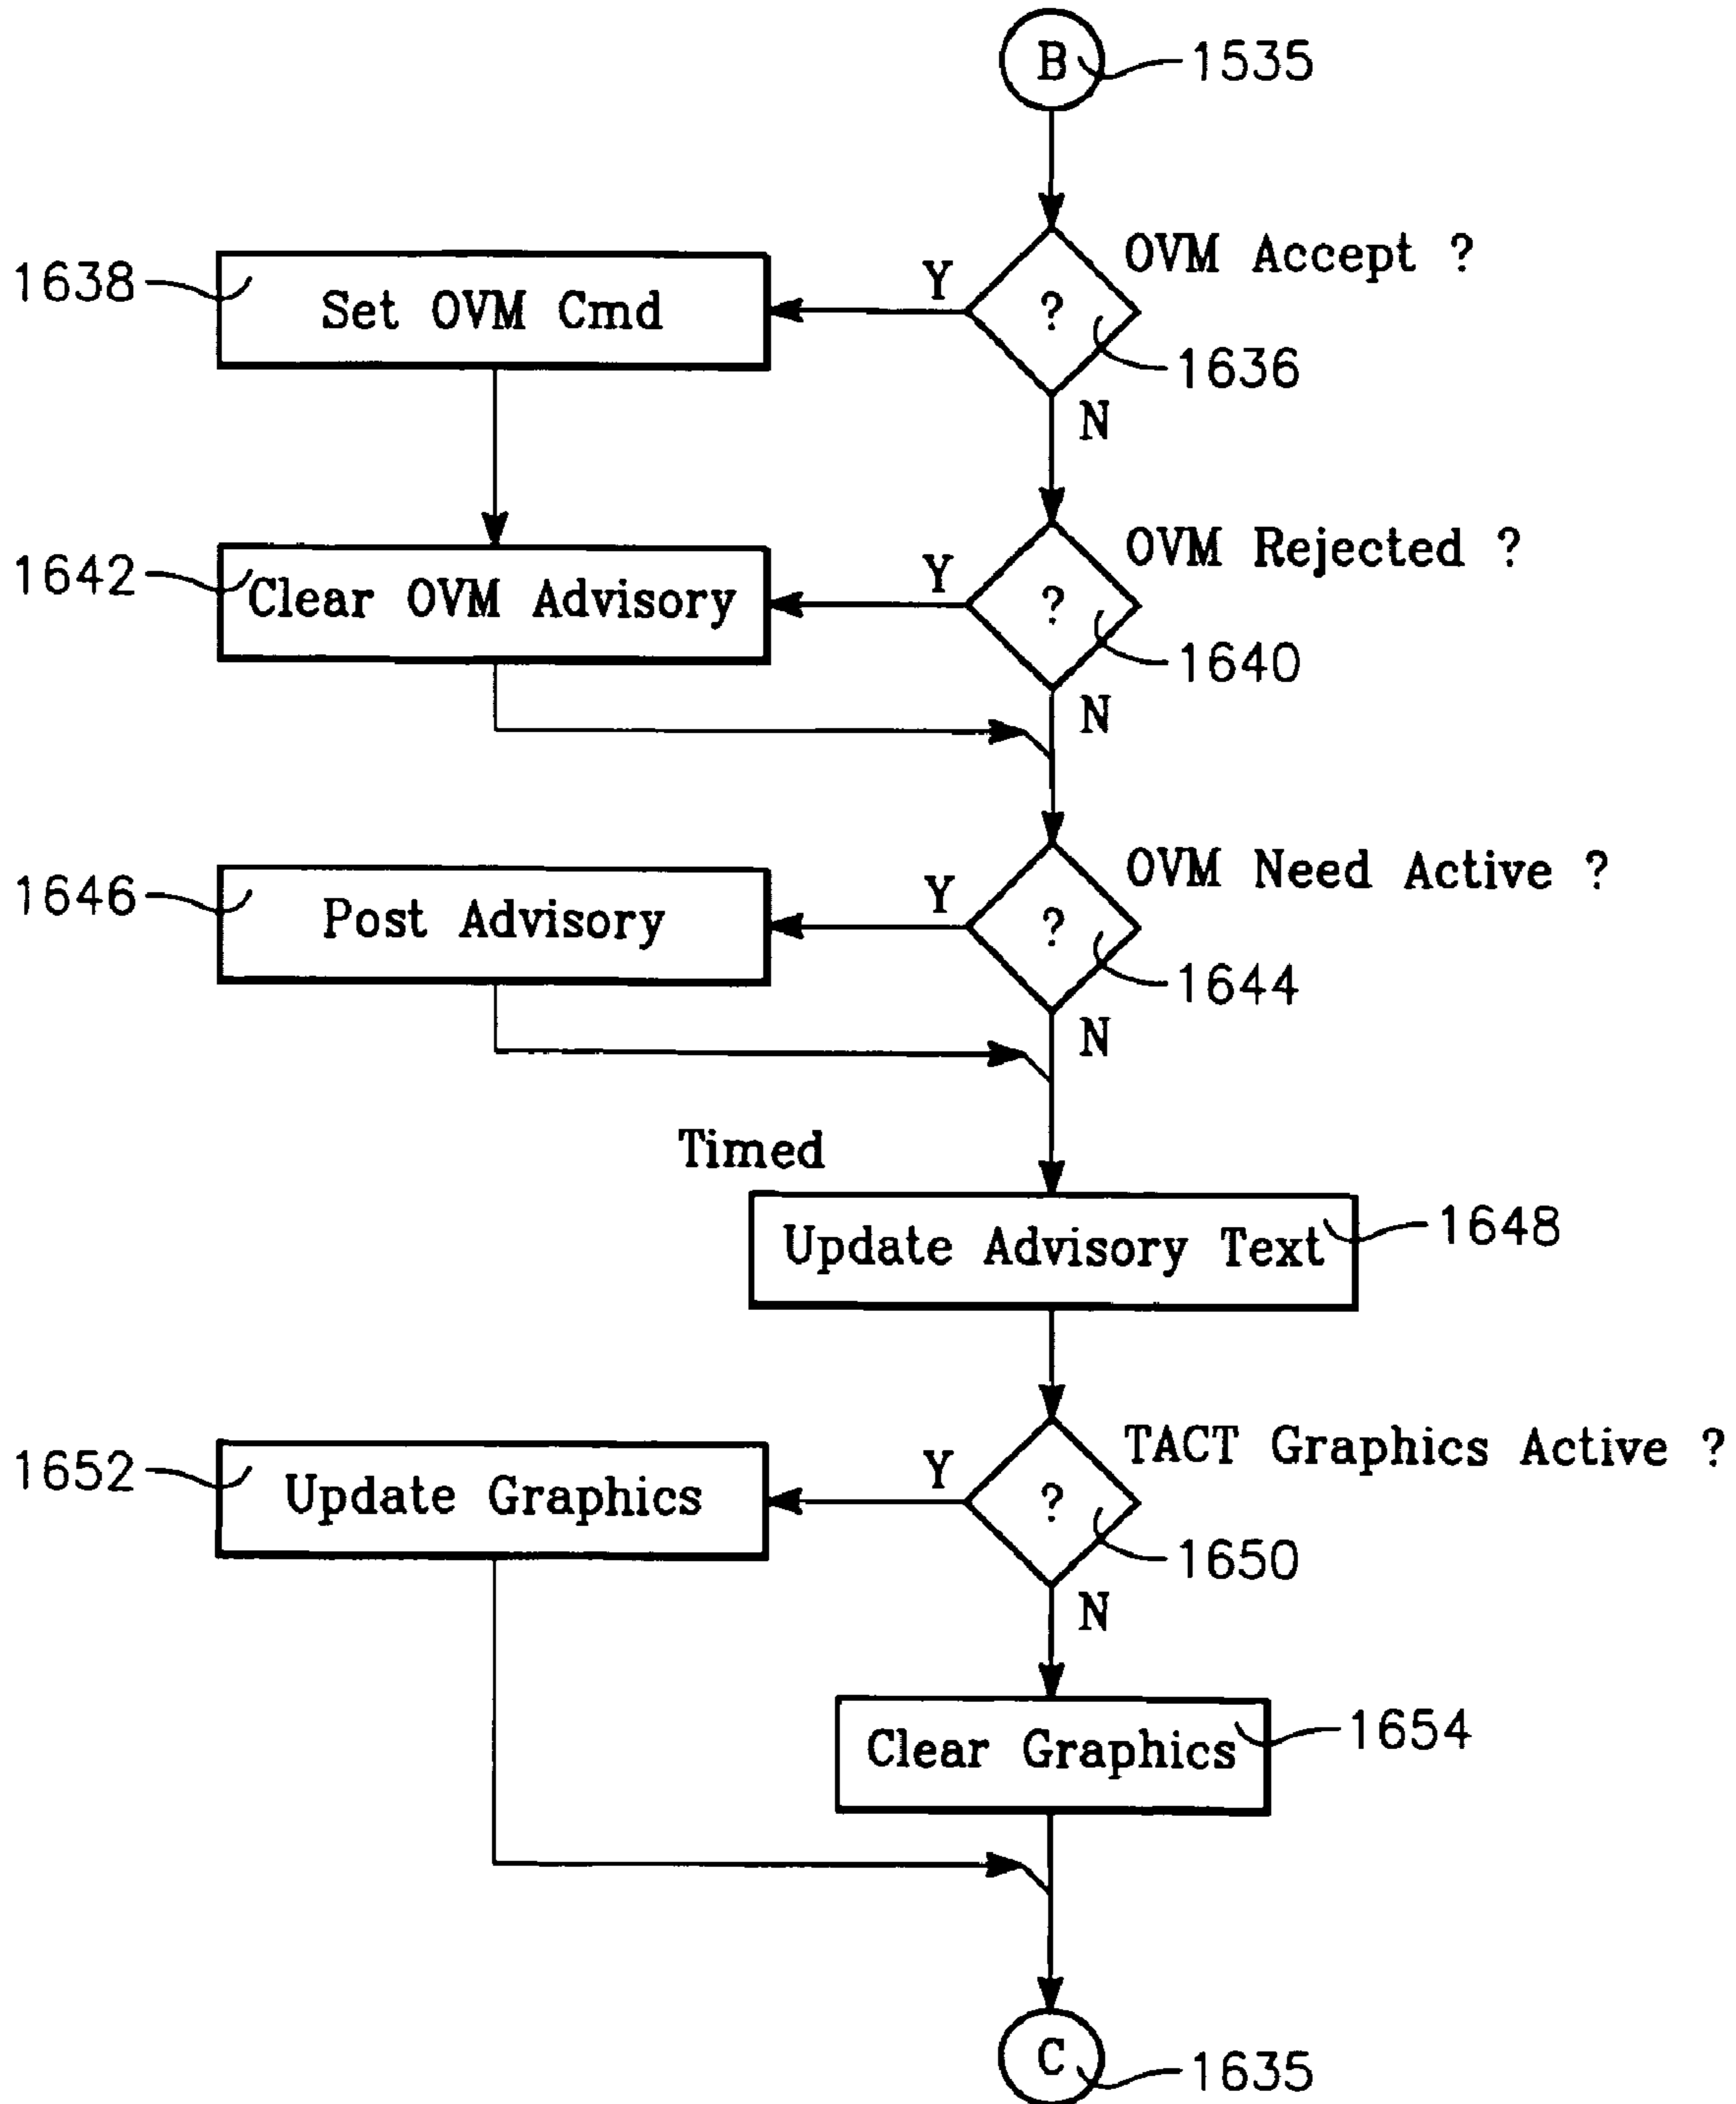 B
1535
OVM Accept ?
1638
Set OVM Cmd
Y
?
1636
N
OVM Rejected ?
1642
Clear OVM Advisory
Y
?
1640
N
OVM Need Active ?
1646
Post Advisory
Y
?
1644
N
Timed
Update Advisory Text
1648
TACT Graphics Active ?
1652
Update Graphics
Y
?
1650
N
Clear Graphics
1654
C
1635